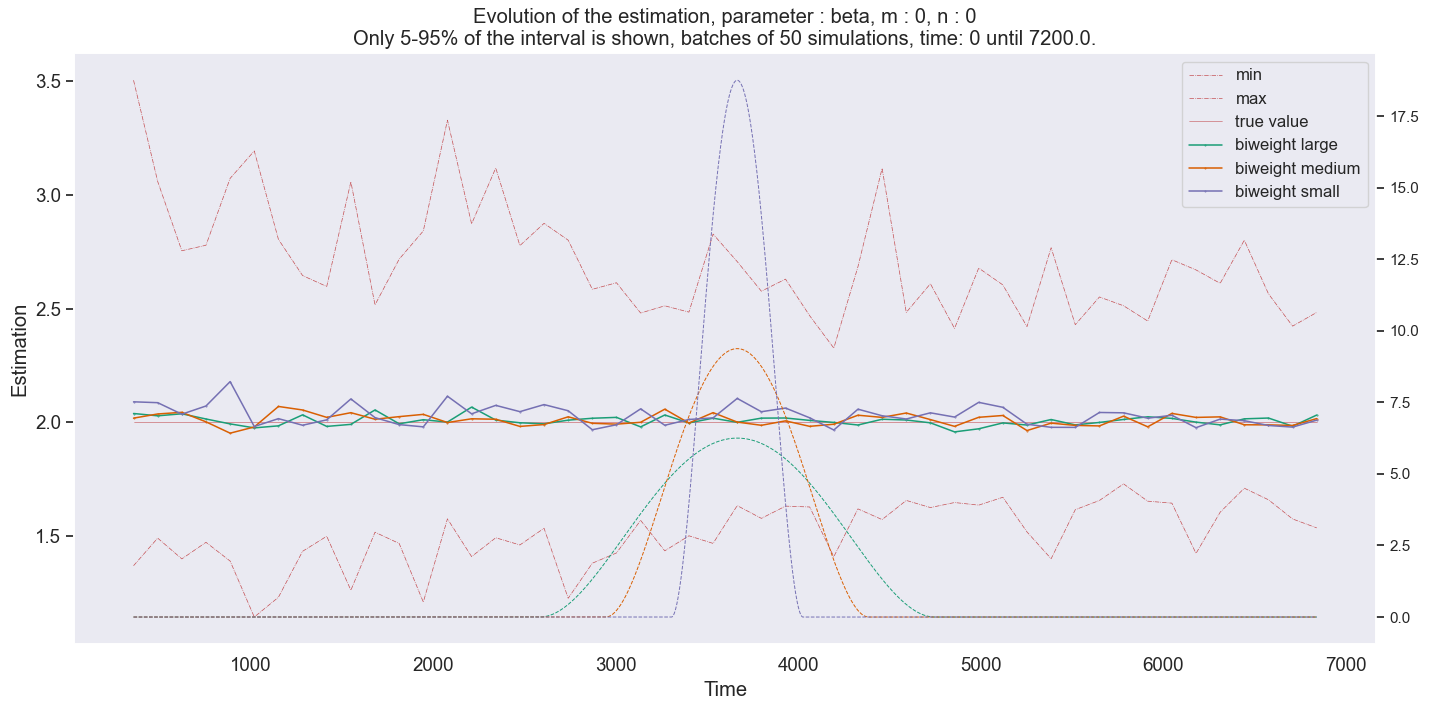 Evolution of the estimation, parameter : beta, m : 0, n : 0
Only 5-95% of the interval is shown, batches of 50 simulations, time: 0 until 7200.0.
min
max
true value
biweight large
biweight medium
biweight small
3.5
3.0
2.5
2.0
1.5
Estimation
17.5
15.0
12.5
10.0
7.5
5.0
2.5
0.0
1000
2000
3000
4000
5000
6000
7000
Time